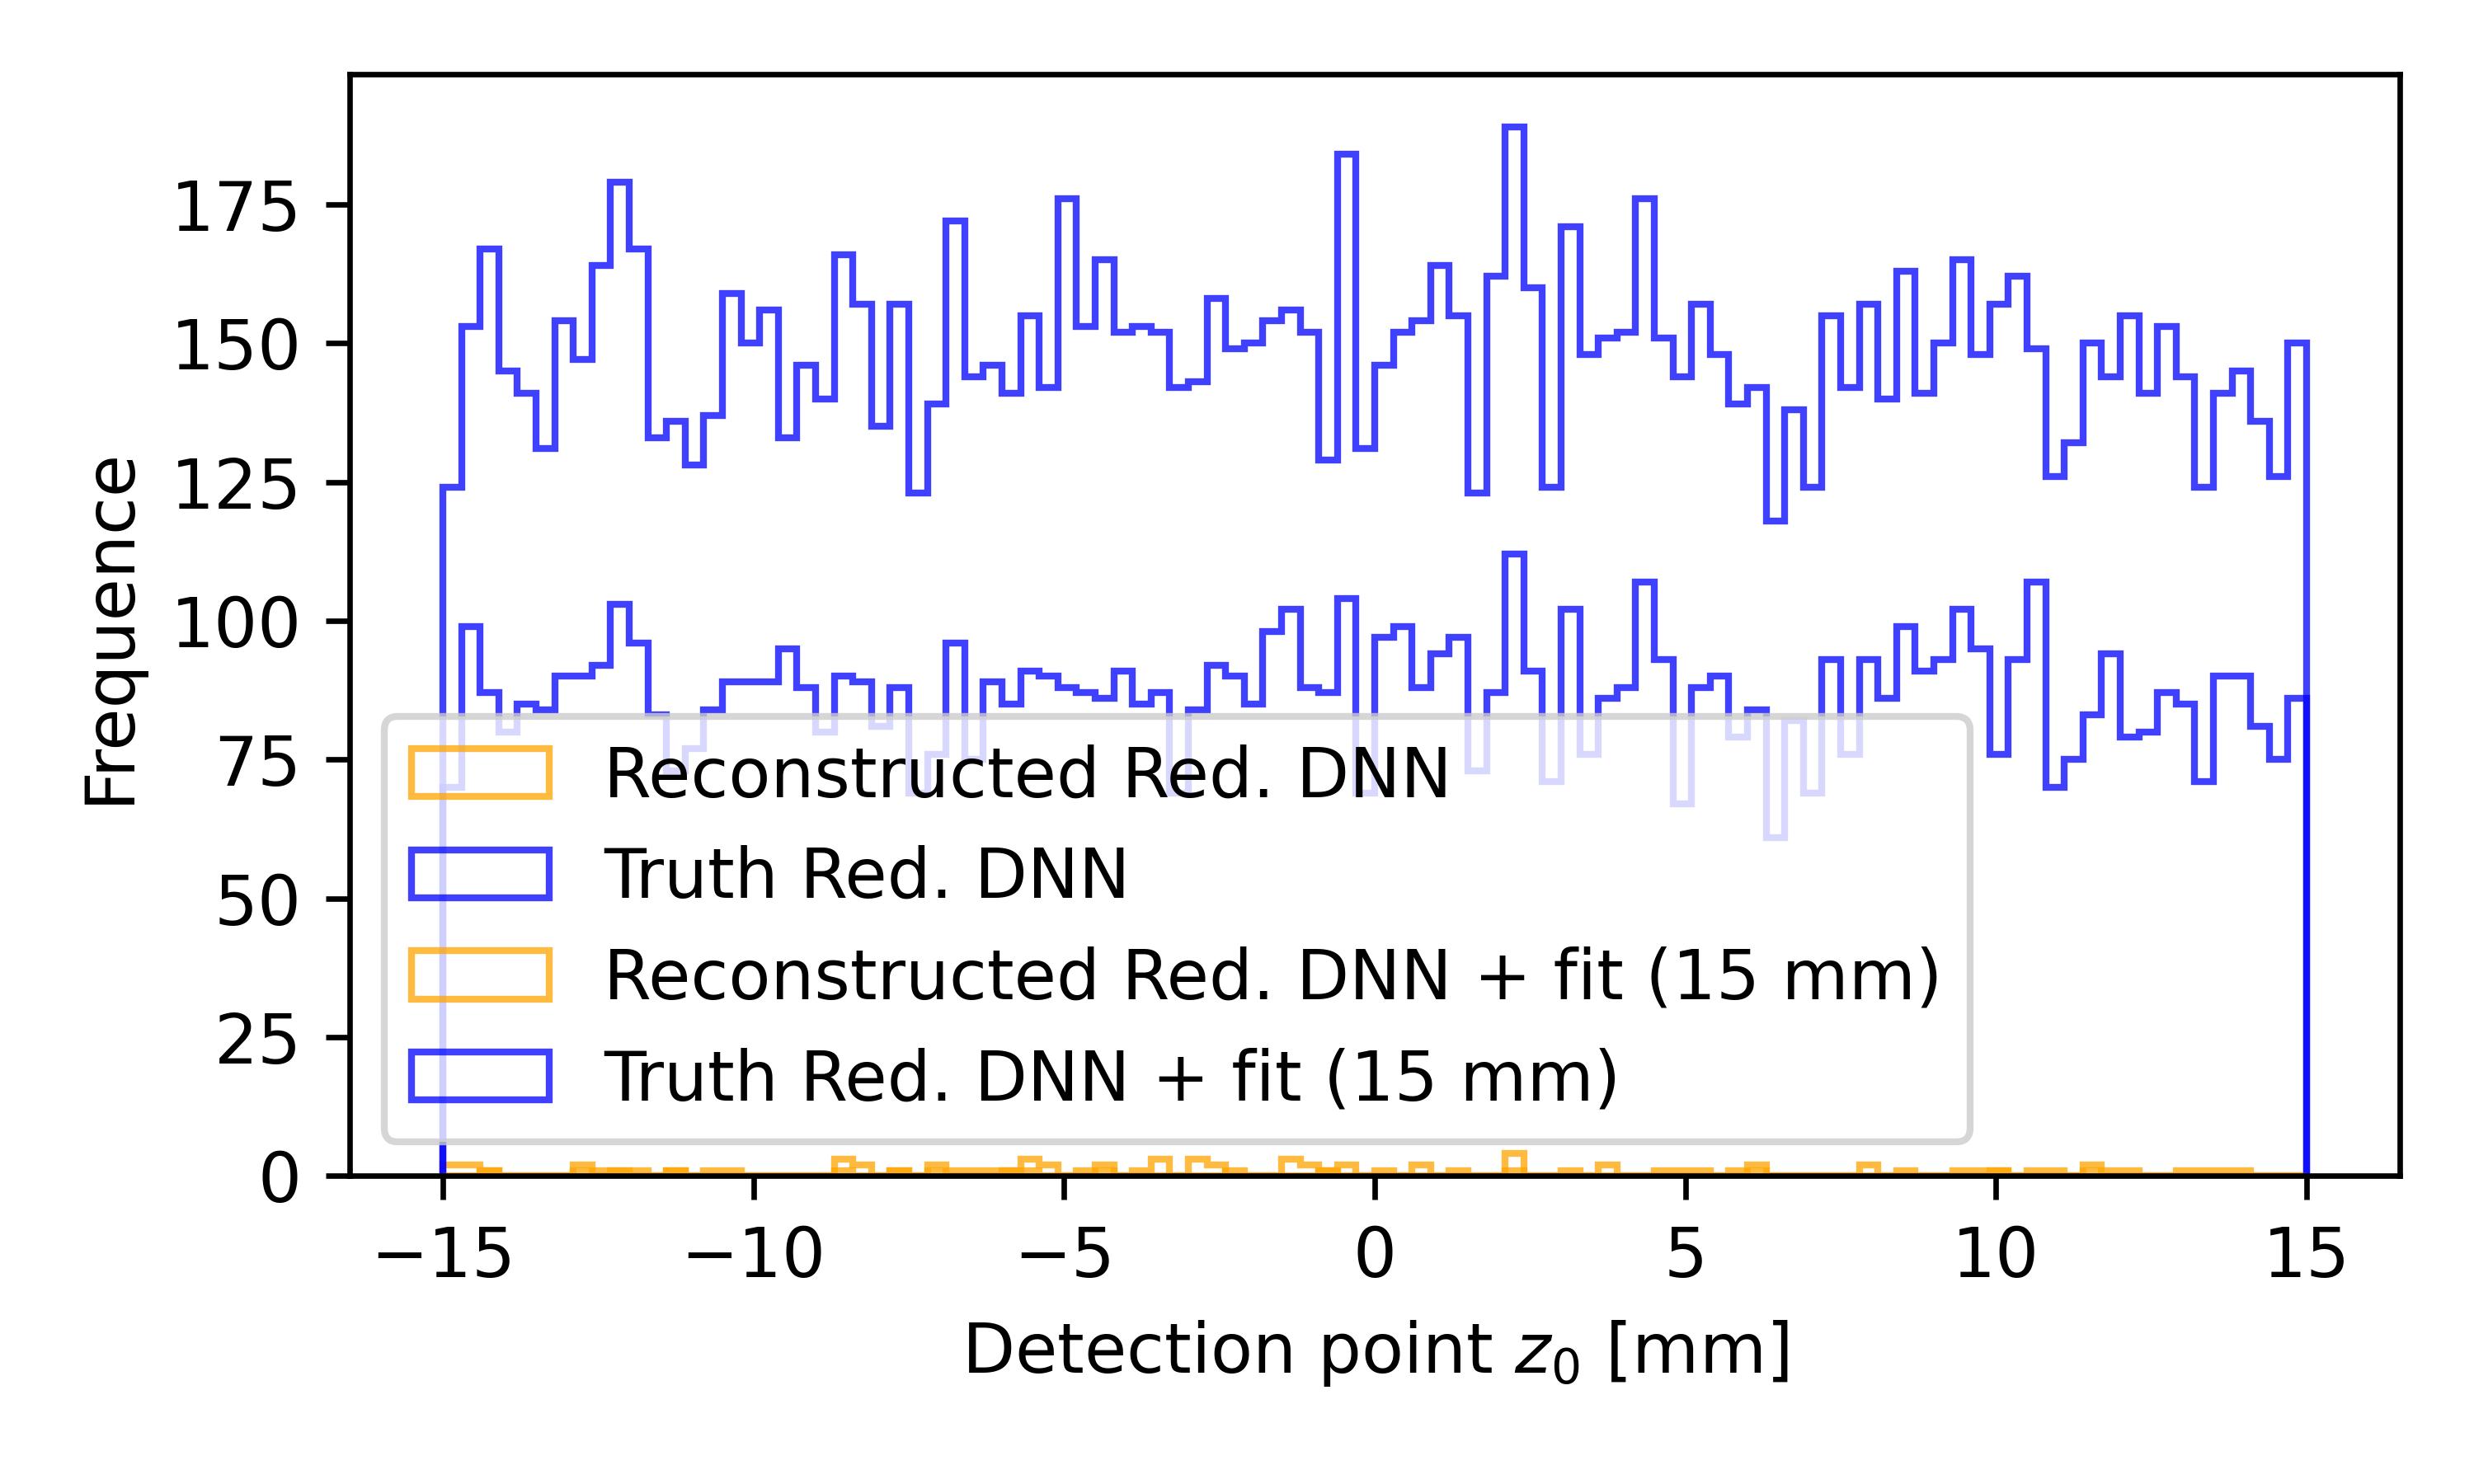 Frequence
175
150
125
100
75
50
25
0
Reconstructed Red. DNN
Truth Red. DNN
Reconstructed Red. DNN + fit (15 mm)
Truth Red. DNN + fit (15 mm)
−15 −10 −5 0 5 10 15
Detection point z₀ [mm]